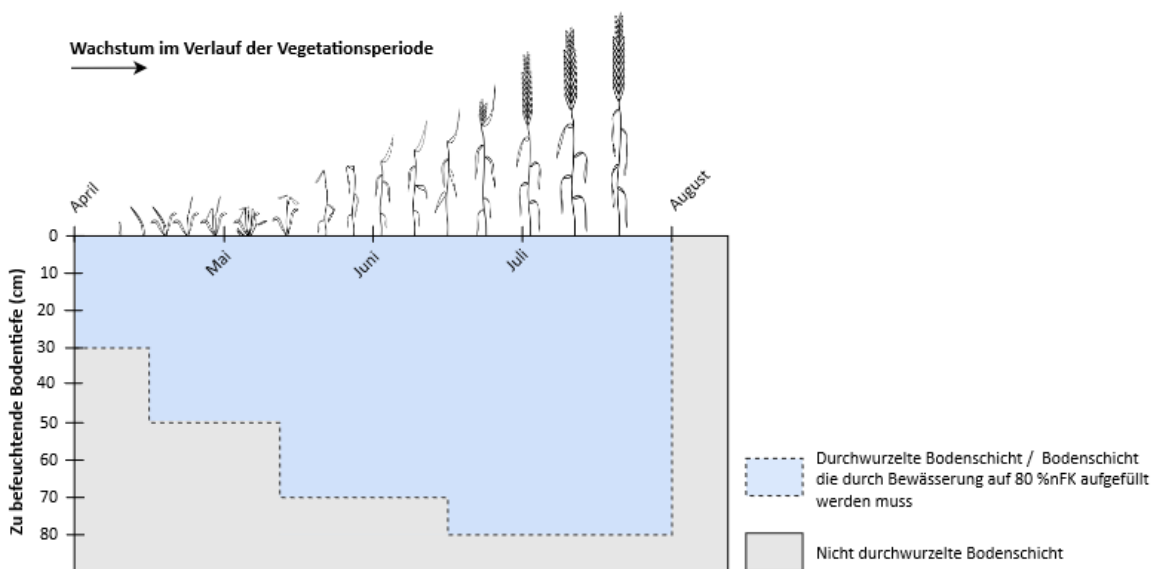 Wachstum im Verlauf der Vegetationsperiode
April
August
Mai
Juni
Juli
Zu befeuchtende Bodentiefe (cm)
0
10
20
30
40
50
60
70
80
Durchwurzelte Bodenschicht / Bodenschicht
die durch Bewässerung auf 80 %nFK aufgefüllt
werden muss
Nicht durchwurzelte Bodenschicht